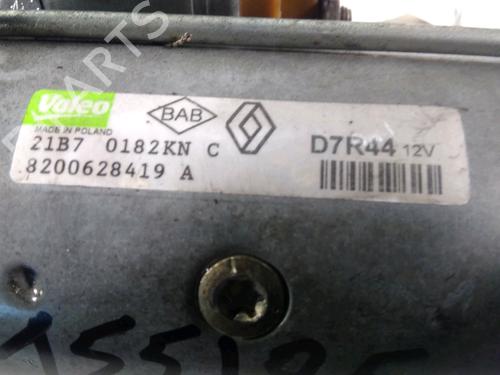 Valeo
MADE IN POLAND
BAB
21B7 0182KN C
8200628419 A
D7R44 12V